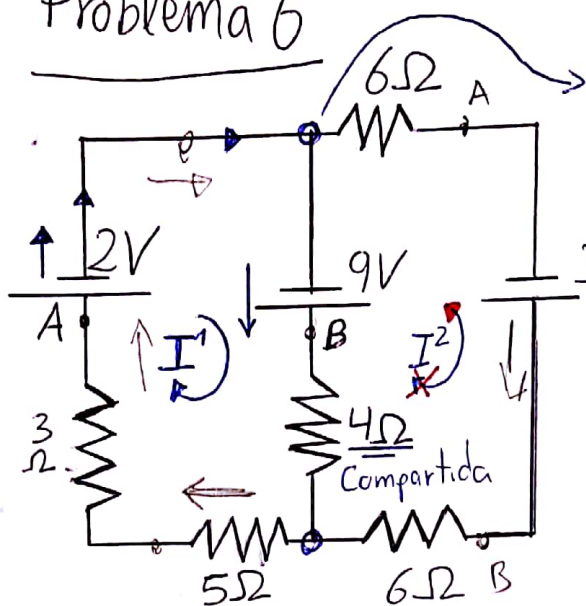 Problema 6
6Ω
A
e
2V
9V
A
I¹
B
I²
3
Ω
4Ω
Compartida
5Ω
6Ω B